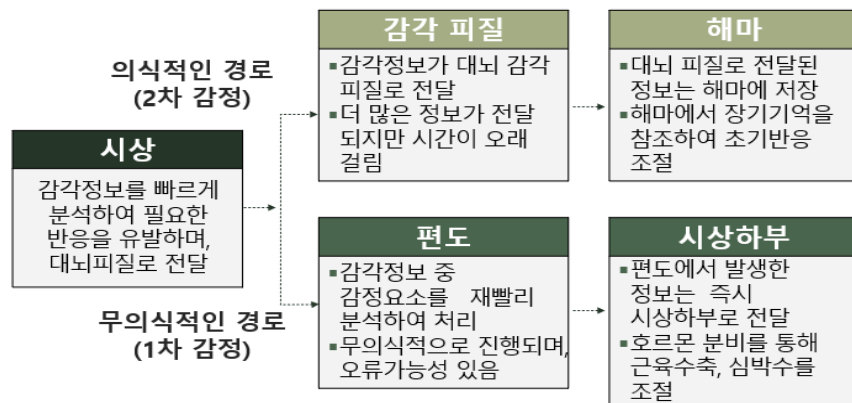 의식적인 경로
(2차 감정)
감각 피질
▪감각정보가 대뇌 감각
피질로 전달
▪더 많은 정보가 전달
되지만 시간이 오래
걸림
해마
▪대뇌 피질로 전달된
정보는 해마에 저장
▪해마에서 장기기억을
참조하여 초기반응
조절
시상
감각정보를 빠르게
분석하여 필요한
반응을 유발하며,
대뇌피질로 전달
무의식적인 경로
(1차 감정)
편도
▪감각정보 중
감정요소를 재빨리
분석하여 처리
▪무의식적으로 진행되며,
오류가능성 있음
시상하부
▪편도에서 발생한
정보는 즉시
시상하부로 전달
▪호르몬 분비를 통해
근육수축, 심박수를
조절